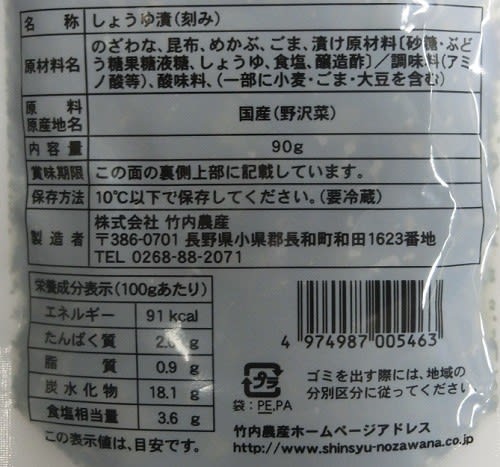 名称 しょうゆ漬(刻み)
原材料名 のざわな、昆布、めかぶ、ごま、漬け原材料〔砂糖・ぶど
う糖果糖液糖、しょうゆ、食塩、醸造酢〕／調味料(アミ
ノ酸等)、酸味料、(一部に小麦・ごま・大豆を含む)
原料原産地名 国産(野沢菜)
内容量 90g
賞味期限 この面の裏側上部に記載しています。
保存方法 10℃以下で保存してください。(要冷蔵)
製造者 株式会社 竹内農産
〒386-0701 長野県小県郡長和町和田1623番地
TEL 0268-88-2071
栄養成分表示(100gあたり)
エネルギー 91 kcal
たんぱく質 2. g
脂質 0.9 g
炭水化物 18.1 g
食塩相当量 3.6 g
この表示値は、目安です。
4 974987 005463
プラ
袋:PE,PA
ゴミを出す際には、地域の
分別区分に従ってください。
竹内農産ホームページアドレス
http://www.shinsyu-nozawana.co.jp